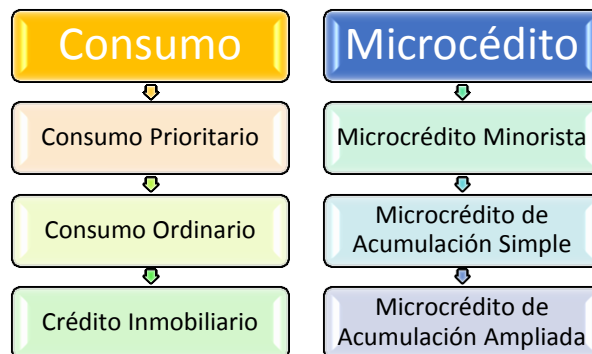 Consumo
Consumo Prioritario
Consumo Ordinario
Crédito Inmobiliario
Microcédito
Microcrédito Minorista
Microcrédito de
Acumulación Simple
Microcrédito de
Acumulación Ampliada